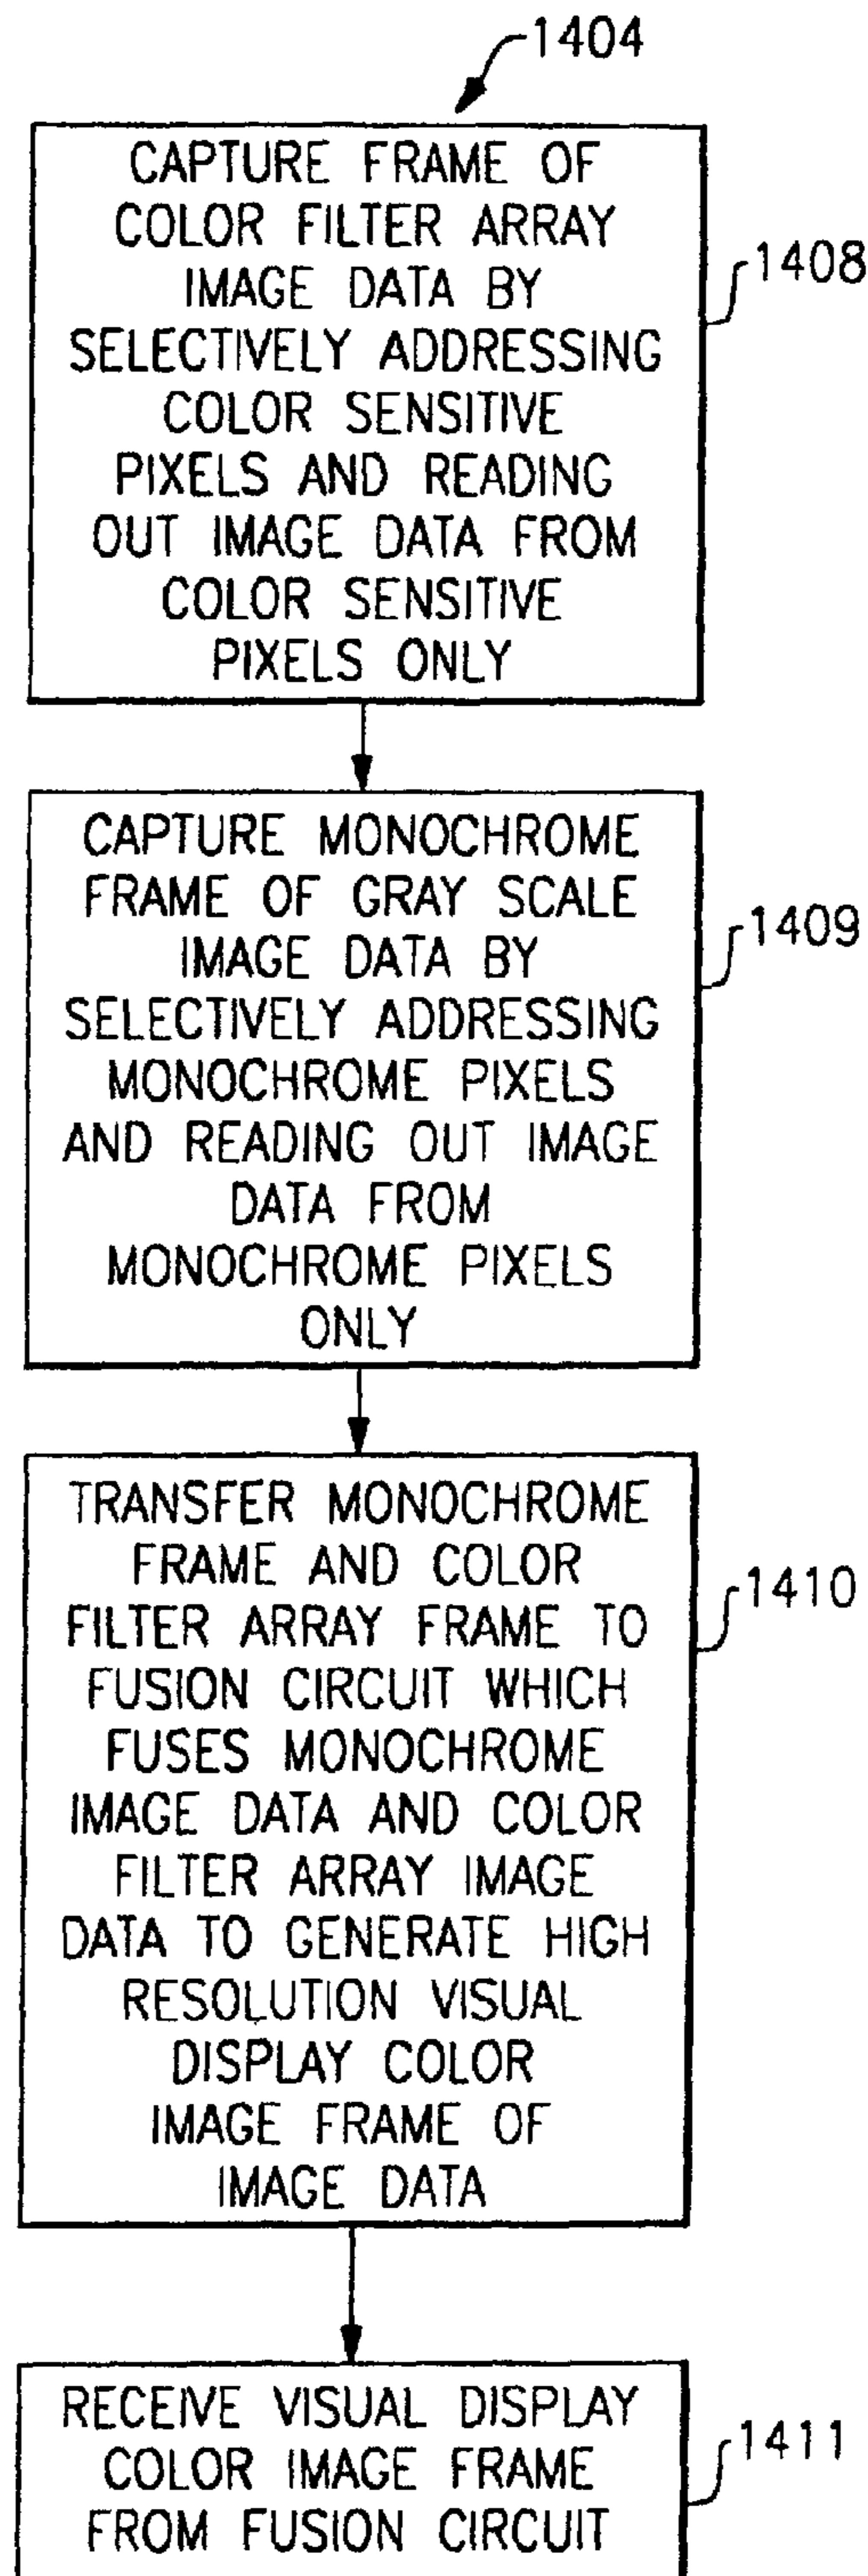 1404
CAPTURE FRAME OF
COLOR FILTER ARRAY
IMAGE DATA BY
SELECTIVELY ADDRESSING
COLOR SENSITIVE
PIXELS AND READING
OUT IMAGE DATA FROM
COLOR SENSITIVE
PIXELS ONLY
1408
CAPTURE MONOCHROME
FRAME OF GRAY SCALE
IMAGE DATA BY
SELECTIVELY ADDRESSING
MONOCHROME PIXELS
AND READING OUT IMAGE
DATA FROM
MONOCHROME PIXELS
ONLY
1409
TRANSFER MONOCHROME
FRAME AND COLOR
FILTER ARRAY FRAME TO
FUSION CIRCUIT WHICH
FUSES MONOCHROME
IMAGE DATA AND COLOR
FILTER ARRAY IMAGE
DATA TO GENERATE HIGH
RESOLUTION VISUAL
DISPLAY COLOR
IMAGE FRAME OF
IMAGE DATA
1410
RECEIVE VISUAL DISPLAY
COLOR IMAGE FRAME
FROM FUSION CIRCUIT
1411